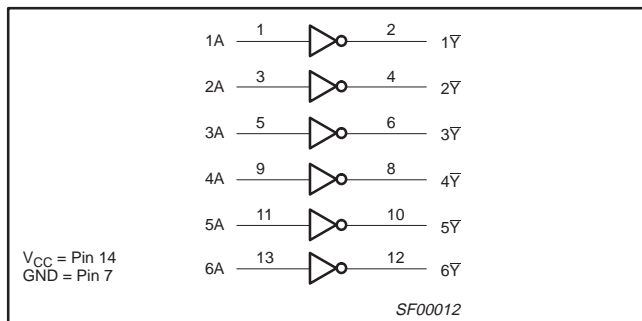 1A 1 2 1Y̅
2A 3 4 2Y̅
3A 5 6 3Y̅
4A 9 8 4Y̅
5A 11 10 5Y̅
6A 13 12 6Y̅
VCC = Pin 14
GND = Pin 7
SF00012